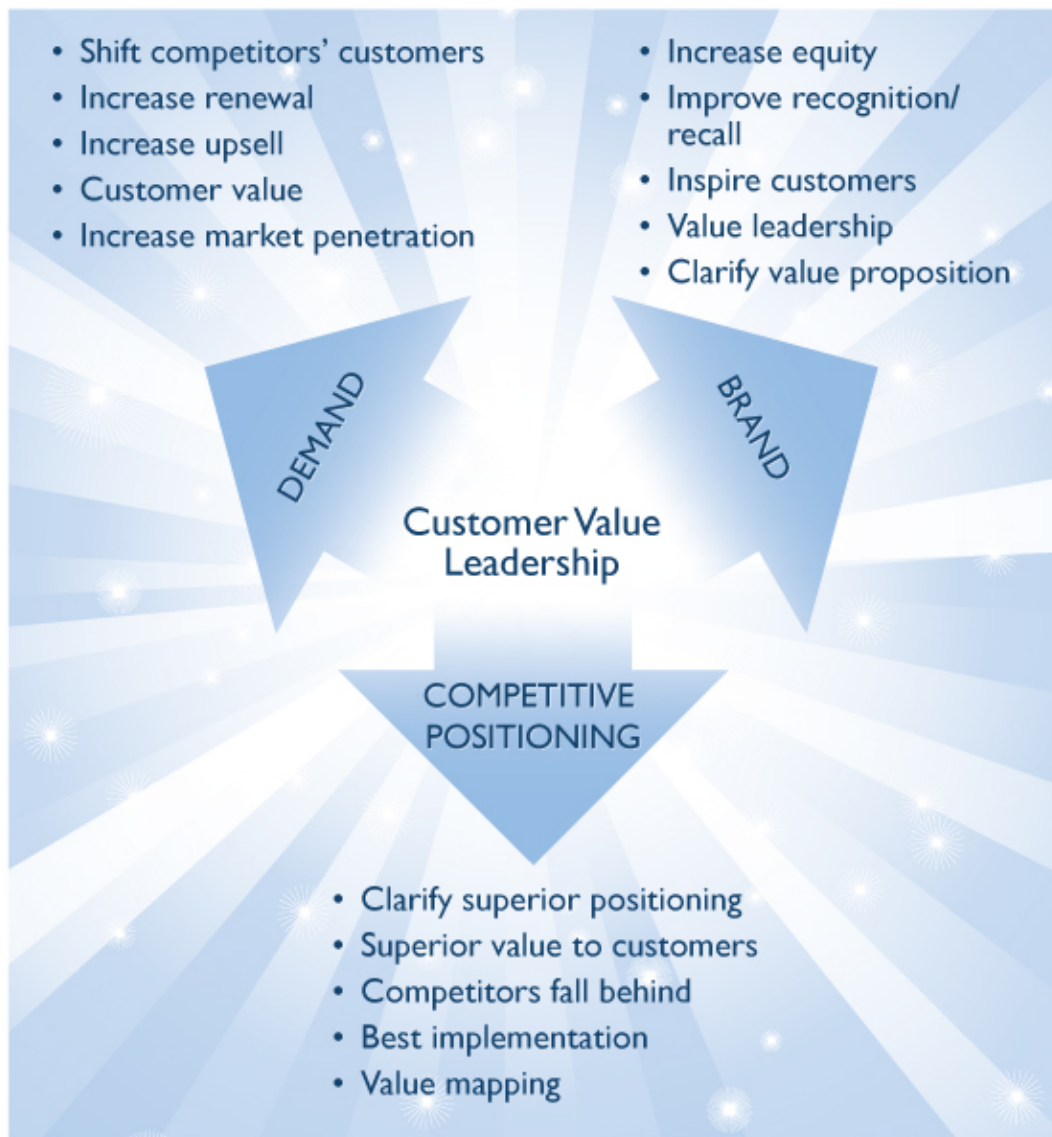 • Shift competitors' customers
• Increase renewal
• Increase upsell
• Customer value
• Increase market penetration
• Increase equity
• Improve recognition/
recall
• Inspire customers
• Value leadership
• Clarify value proposition
DEMAND
BRAND
Customer Value
Leadership
COMPETITIVE
POSITIONING
• Clarify superior positioning
• Superior value to customers
• Competitors fall behind
• Best implementation
• Value mapping